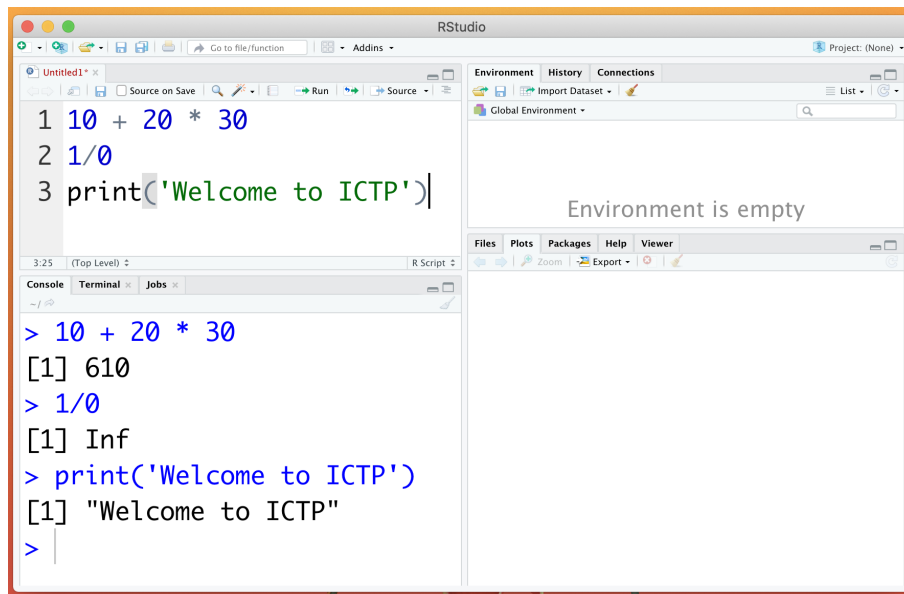 RStudio
Go to file/function
Addins
Project: (None)
Untitled1*
Source on Save
Run
Source
1 10 + 20 * 30
2 1/0
3 print('Welcome to ICTP')
3:25 (Top Level) R Script
Console Terminal Jobs
~/
> 10 + 20 * 30
[1] 610
> 1/0
[1] Inf
> print('Welcome to ICTP')
[1] "Welcome to ICTP"
>
Environment History Connections
Import Dataset
List
Global Environment
Environment is empty
Files Plots Packages Help Viewer
Zoom
Export